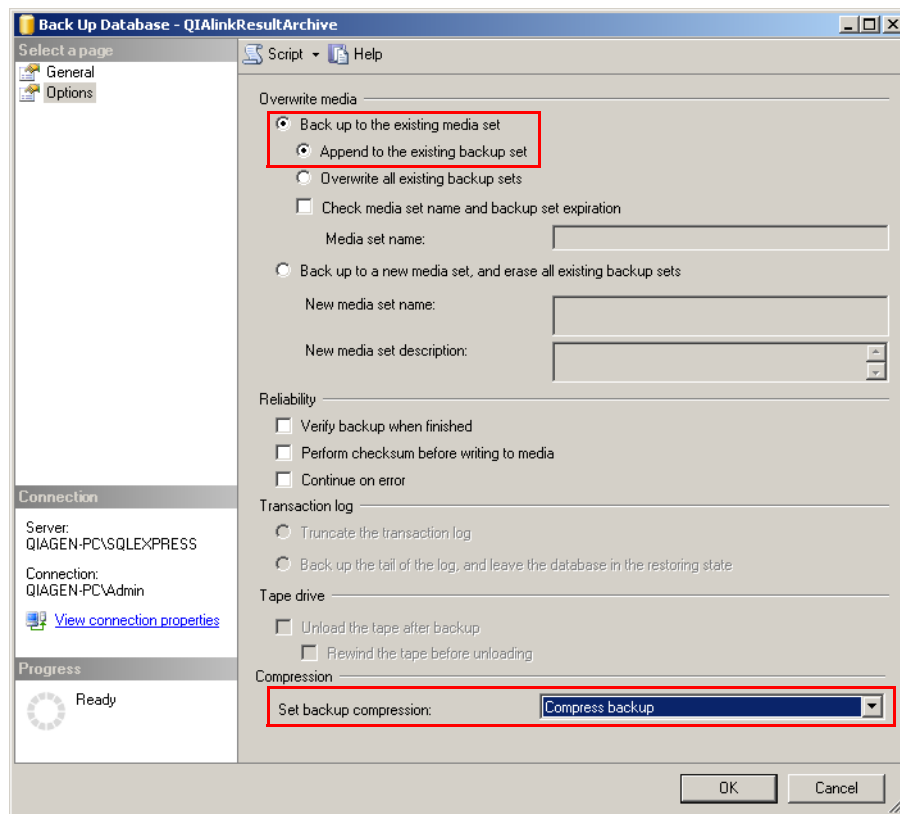 Back Up Database - QIAlinkResultArchive
Select a page
General
Options
Script Help
Overwrite media
Back up to the existing media set
Append to the existing backup set
Overwrite all existing backup sets
Check media set name and backup set expiration
Media set name:
Back up to a new media set, and erase all existing backup sets
New media set name:
New media set description:
Reliability
Verify backup when finished
Perform checksum before writing to media
Continue on error
Transaction log
Truncate the transaction log
Back up the tail of the log, and leave the database in the restoring state
Tape drive
Unload the tape after backup
Rewind the tape before unloading
Compression
Set backup compression: Compress backup
Connection
Server:
QIAGEN-PC\SQLEXPRESS
Connection:
QIAGEN-PC\Admin
View connection properties
Progress
Ready
OK Cancel